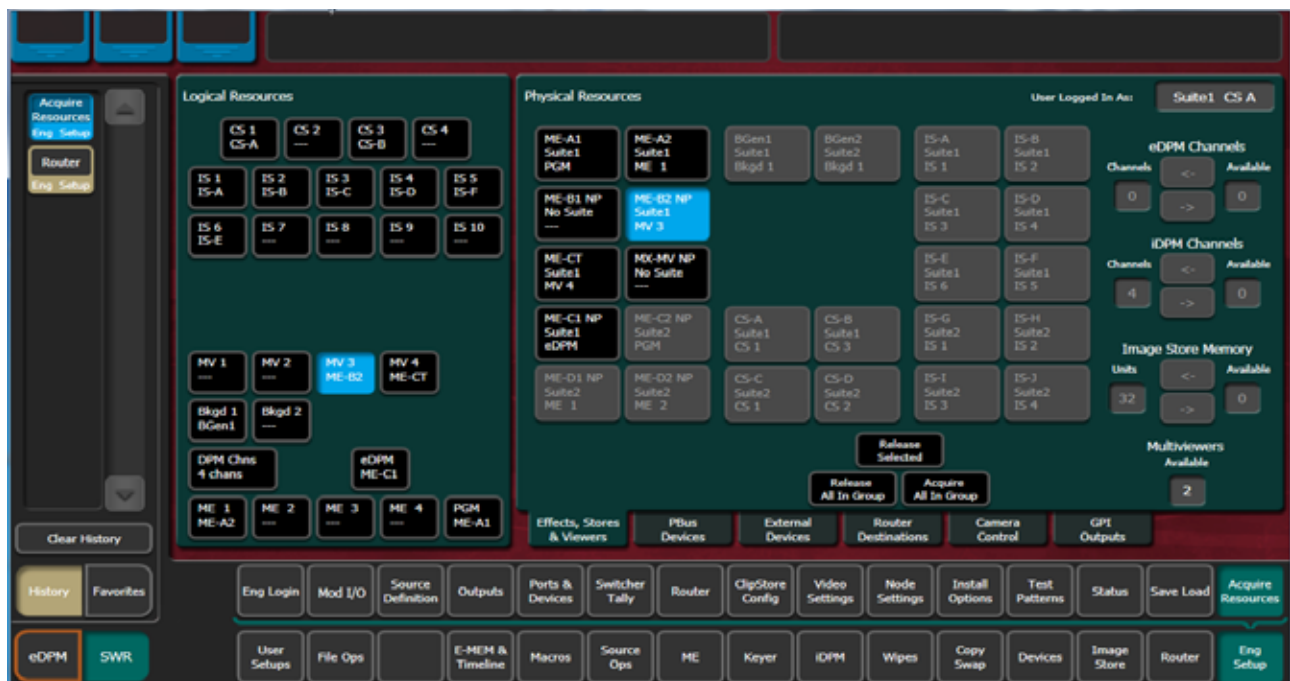 Acquire
Resources
Eng Setup
Router
Eng Setup
Clear History
History
Favorites
eDPM
SWR
Logical Resources
CS 1
CS-A
CS 2
---
CS 3
CS-B
CS 4
---
IS 1
IS-A
IS 2
IS-B
IS 3
IS-C
IS 4
IS-D
IS 5
IS-F
IS 6
IS-E
IS 7
---
IS 8
---
IS 9
---
IS 10
---
MV 1
---
MV 2
---
MV 3
ME-B2
MV 4
ME-CT
Bkgd 1
BGen1
Bkgd 2
---
DPM Chns
4 chans
eDPM
ME-C1
ME 1
ME-A2
ME 2
---
ME 3
---
ME 4
---
PGM
ME-A1
Physical Resources
User Logged In As:
Suite1 CS A
ME-A1
Suite1
PGM
ME-A2
Suite1
ME 1
BGen1
Suite1
Bkgd 1
BGen2
Suite2
Bkgd 1
IS-A
Suite1
IS 1
IS-B
Suite1
IS 2
ME-B1 NP
No Suite
---
ME-B2 NP
Suite1
MV 3
IS-C
Suite1
IS 3
IS-D
Suite1
IS 4
ME-CT
Suite1
MV 4
MX-MV NP
No Suite
---
IS-E
Suite1
IS 6
IS-F
Suite1
IS 5
ME-C1 NP
Suite1
eDPM
ME-C2 NP
Suite2
PGM
CS-A
Suite1
CS 1
CS-B
Suite1
CS 3
IS-G
Suite2
IS 1
IS-H
Suite2
IS 2
ME-D1 NP
Suite2
ME 1
ME-D2 NP
Suite2
ME 2
CS-C
Suite2
CS 1
CS-D
Suite2
CS 2
IS-I
Suite2
IS 3
IS-J
Suite2
IS 4
eDPM Channels
Channels
Available
0
<-
->
0
iDPM Channels
Channels
Available
4
<-
->
0
Image Store Memory
Units
Available
32
<-
->
0
Multiviewers
Available
2
Release
Selected
Release
All In Group
Acquire
All In Group
Effects, Stores
& Viewers
PBus
Devices
External
Devices
Router
Destinations
Camera
Control
GPI
Outputs
Eng Login
Mod I/O
Source
Definition
Outputs
Ports &
Devices
Switcher
Tally
Router
ClipStore
Config
Video
Settings
Node
Settings
Install
Options
Test
Patterns
Status
Save Load
Acquire
Resources
User
Setups
File Ops
E-MEM &
Timeline
Macros
Source
Ops
ME
Keyer
iDPM
Wipes
Copy
Swap
Devices
Image
Store
Router
Eng
Setup